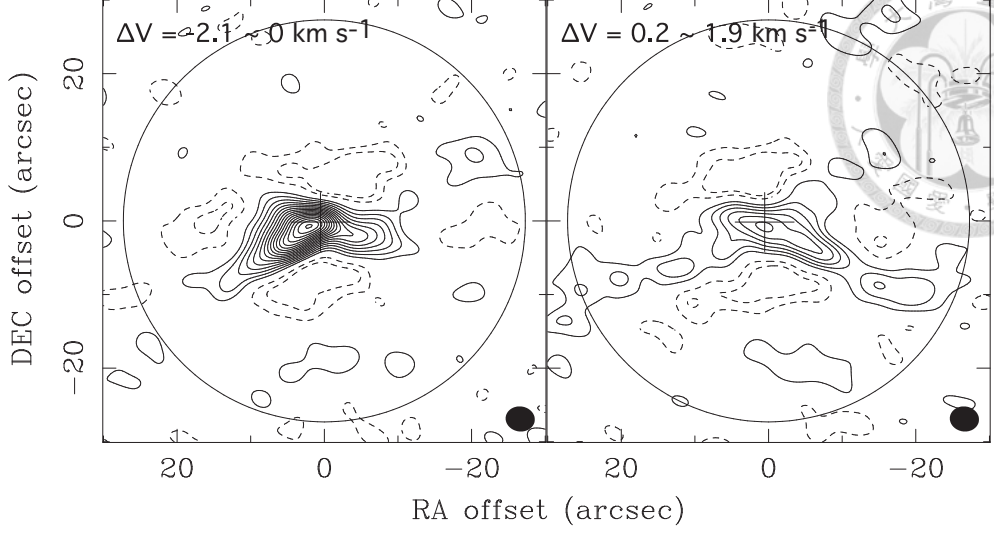 ΔV = -2.1 ~ 0 km s-1
ΔV = 0.2 ~ 1.9 km s-1
DEC offset (arcsec)
20
0
−20
20
0
−20
20
0
−20
RA offset (arcsec)